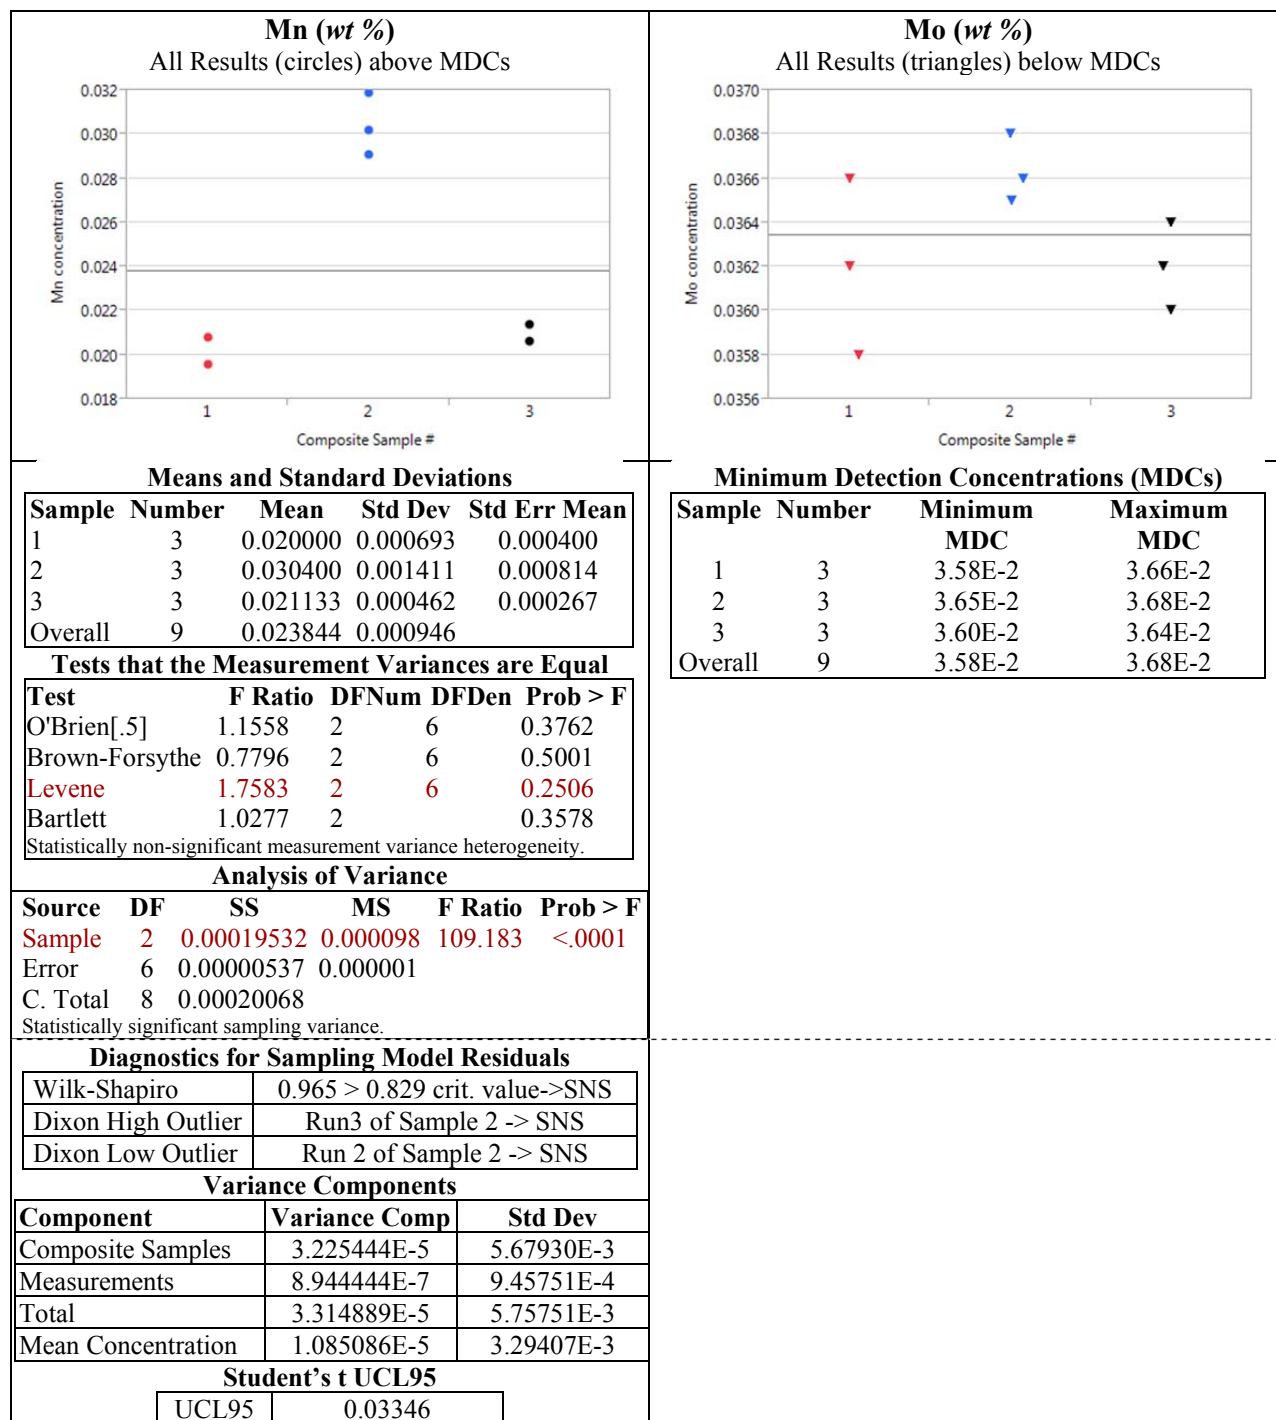 Mn (wt %)
All Results (circles) above MDCs
0.032
0.030
0.028
0.026
0.024
0.022
0.020
0.018
Mn concentration
1 2 3
Composite Sample #
Mo (wt %)
All Results (triangles) below MDCs
0.0370
0.0368
0.0366
0.0364
0.0362
0.0360
0.0358
0.0356
Mo concentration
1 2 3
Composite Sample #
Means and Standard Deviations
Sample Number Mean Std Dev Std Err Mean
1 3 0.020000 0.000693 0.000400
2 3 0.030400 0.001411 0.000814
3 3 0.021133 0.000462 0.000267
Overall 9 0.023844 0.000946
Tests that the Measurement Variances are Equal
Test F Ratio DFNum DFDen Prob > F
O'Brien[.5] 1.1558 2 6 0.3762
Brown-Forsythe 0.7796 2 6 0.5001
Levene 1.7583 2 6 0.2506
Bartlett 1.0277 2 0.3578
Statistically non-significant measurement variance heterogeneity.
Analysis of Variance
Source DF SS MS F Ratio Prob > F
Sample 2 0.00019532 0.000098 109.183 <.0001
Error 6 0.00000537 0.000001
C. Total 8 0.00020068
Statistically significant sampling variance.
Diagnostics for Sampling Model Residuals
Wilk-Shapiro 0.965 > 0.829 crit. value->SNS
Dixon High Outlier Run3 of Sample 2 -> SNS
Dixon Low Outlier Run 2 of Sample 2 -> SNS
Variance Components
Component Variance Comp Std Dev
Composite Samples 3.225444E-5 5.67930E-3
Measurements 8.944444E-7 9.45751E-4
Total 3.314889E-5 5.75751E-3
Mean Concentration 1.085086E-5 3.29407E-3
Student’s t UCL95
UCL95 0.03346
Minimum Detection Concentrations (MDCs)
Sample Number Minimum Maximum
MDC MDC
1 3 3.58E-2 3.66E-2
2 3 3.65E-2 3.68E-2
3 3 3.60E-2 3.64E-2
Overall 9 3.58E-2 3.68E-2